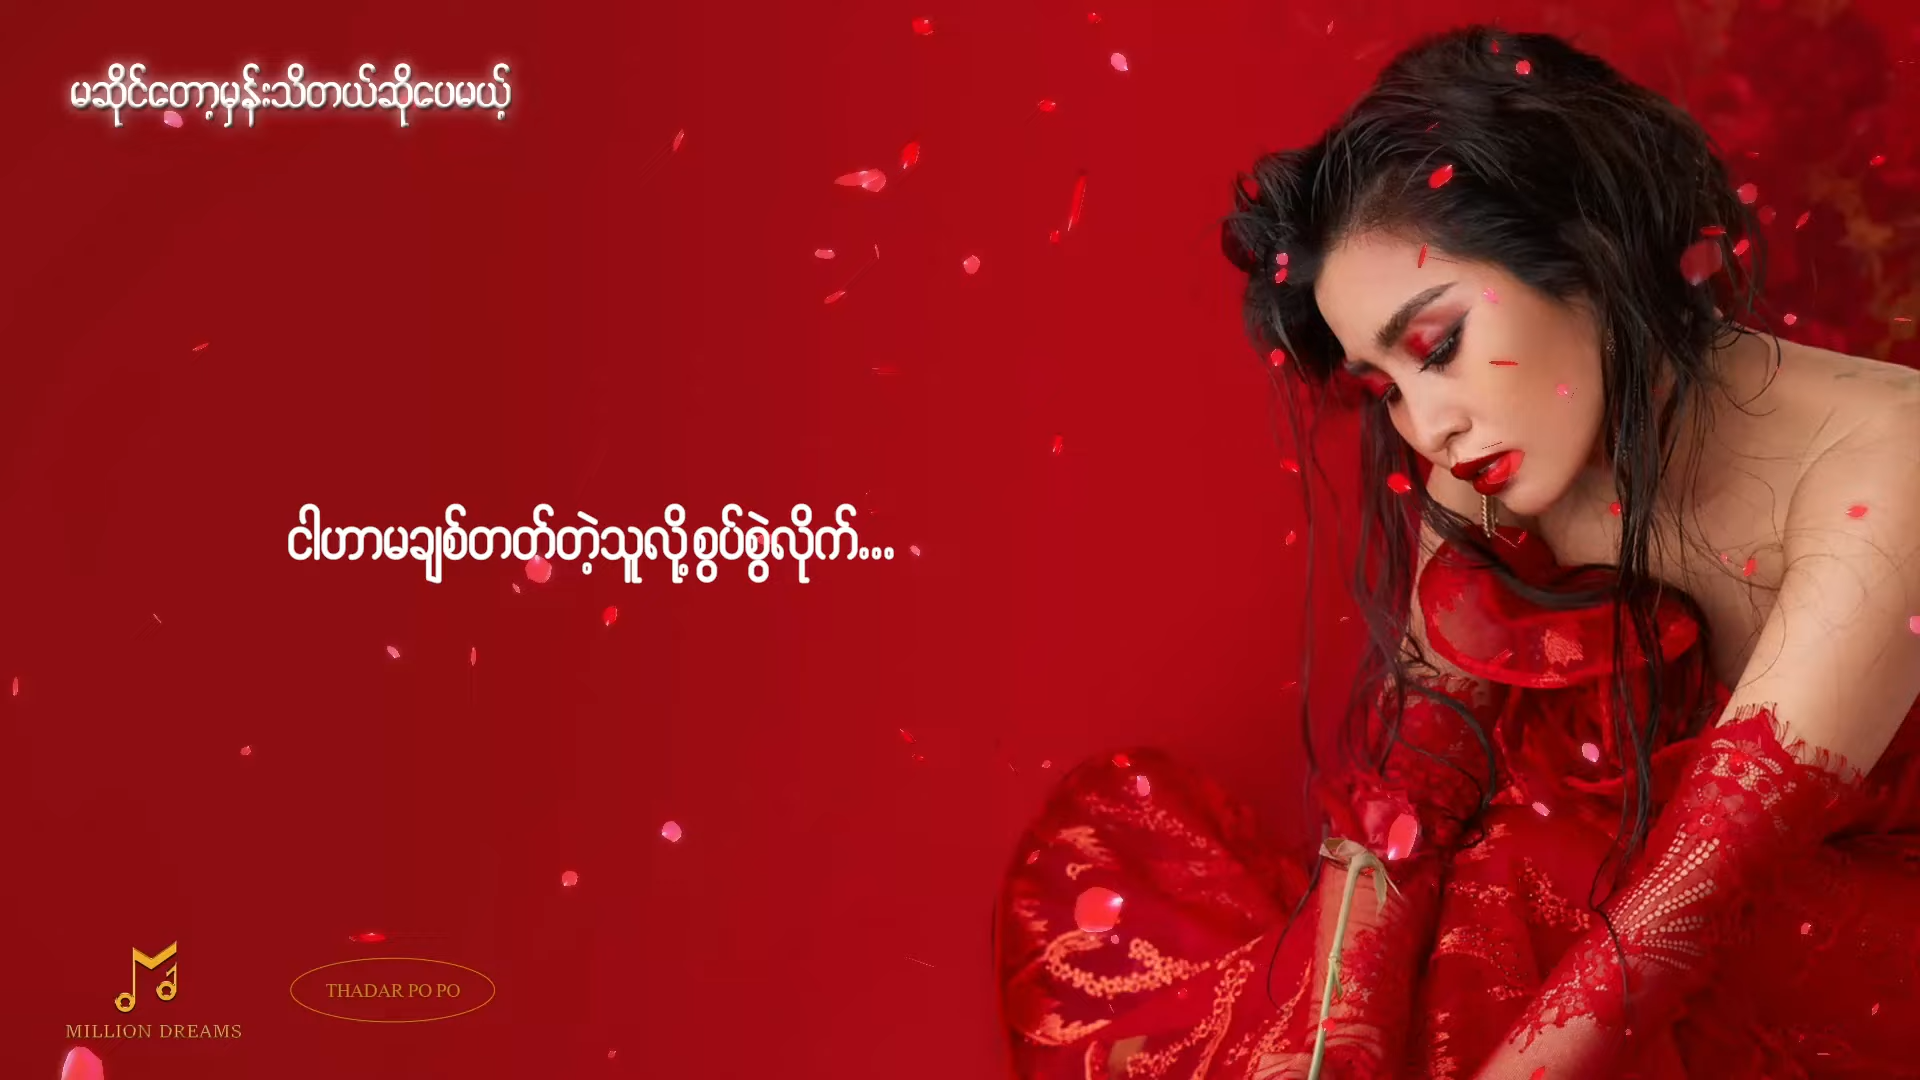 မဆိုင်တော့မှန်းသိတယ်ဆိုပေမယ့်
ငါဟာမချစ်တတ်တဲ့သူလို့စွပ်စွဲလိုက်...
MILLION DREAMS
THADAR PO PO